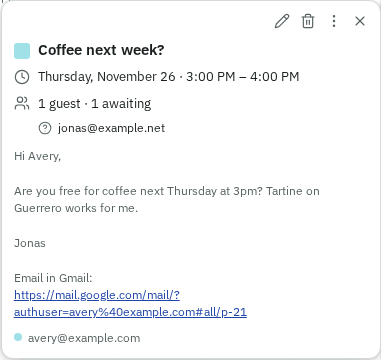 Coffee next week?
Thursday, November 26 · 3:00 PM – 4:00 PM
1 guest · 1 awaiting
jonas@example.net
Hi Avery,
Are you free for coffee next Thursday at 3pm? Tartine on
Guerrero works for me.
Jonas
Email in Gmail:
https://mail.google.com/mail/?
authuser=avery%40example.com#all/p-21
avery@example.com